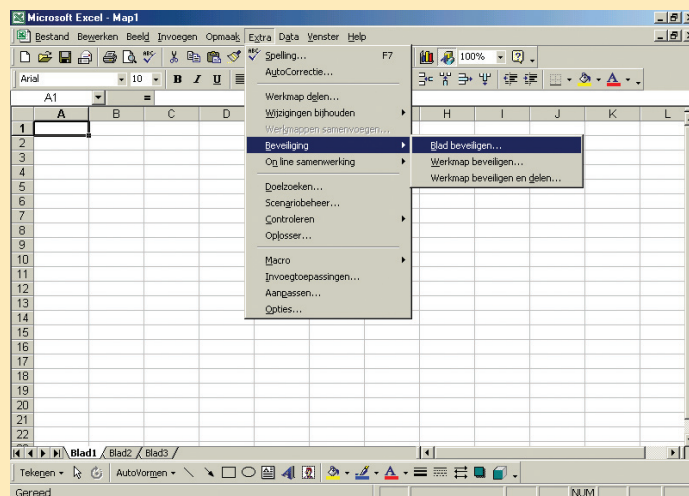 Microsoft Excel - Map1
Bestand Bewerken Beeld Invoegen Opmaak Extra Data Venster Help
100%
Arial 10 B I U
A1 =
A B C D H I J K L
Spelling... F7
AutoCorrectie...
Werkmap delen...
Wijzigingen bijhouden
Werkmappen samenvoegen...
Beveiliging
On line samenwerking
Doelzoeken...
Scenariobeheer...
Controleren
Oplosser...
Macro
Invoegtoepassingen...
Aanpassen...
Opties...
Blad beveiligen...
Werkmap beveiligen...
Werkmap beveiligen en delen...
1
2
3
4
5
6
7
8
9
10
11
12
13
14
15
16
17
18
19
20
21
22
Blad1 Blad2 Blad3
Tekenen AutoVormen
Gereed NUM